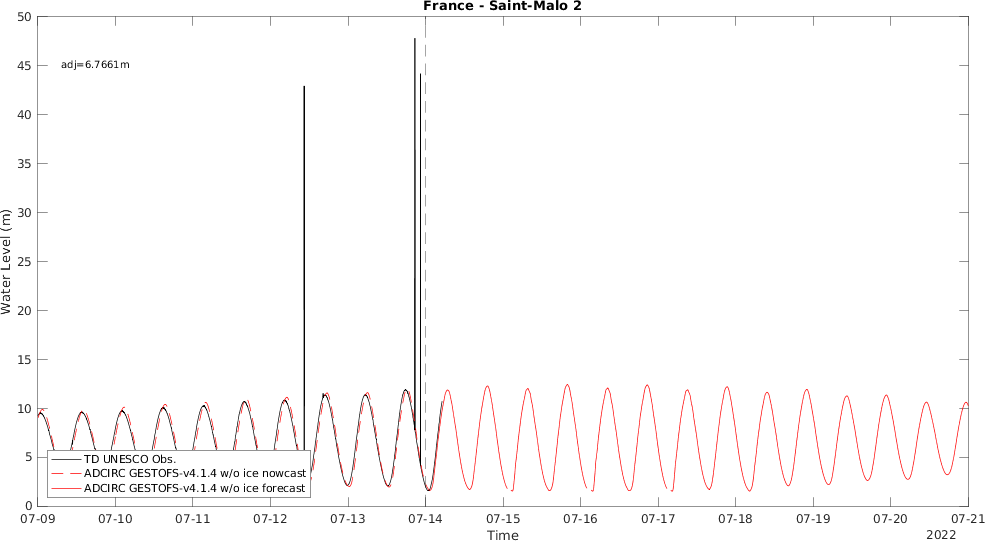 France - Saint-Malo 2
50
45
40
35
30
25
20
15
10
5
0
Water Level (m)
adj=6.7661m
TD UNESCO Obs.
ADCIRC GESTOFS-v4.1.4 w/o ice nowcast
ADCIRC GESTOFS-v4.1.4 w/o ice forecast
07-09 07-10 07-11 07-12 07-13 07-14 07-15 07-16 07-17 07-18 07-19 07-20 07-21
Time
2022